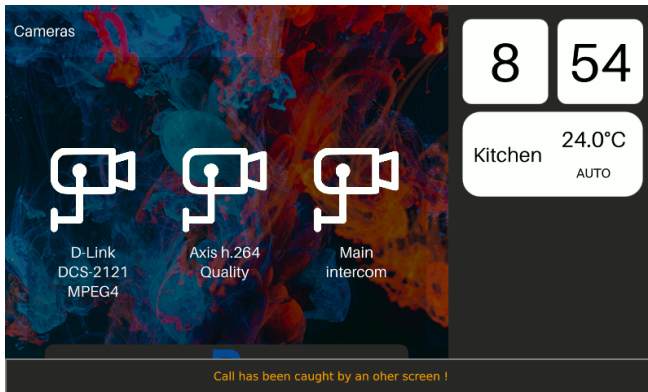 Cameras
8 54
Kitchen
24.0°C
AUTO
D-Link
DCS-2121
MPEG4
Axis h.264
Quality
Main
intercom
Call has been caught by an oher screen !